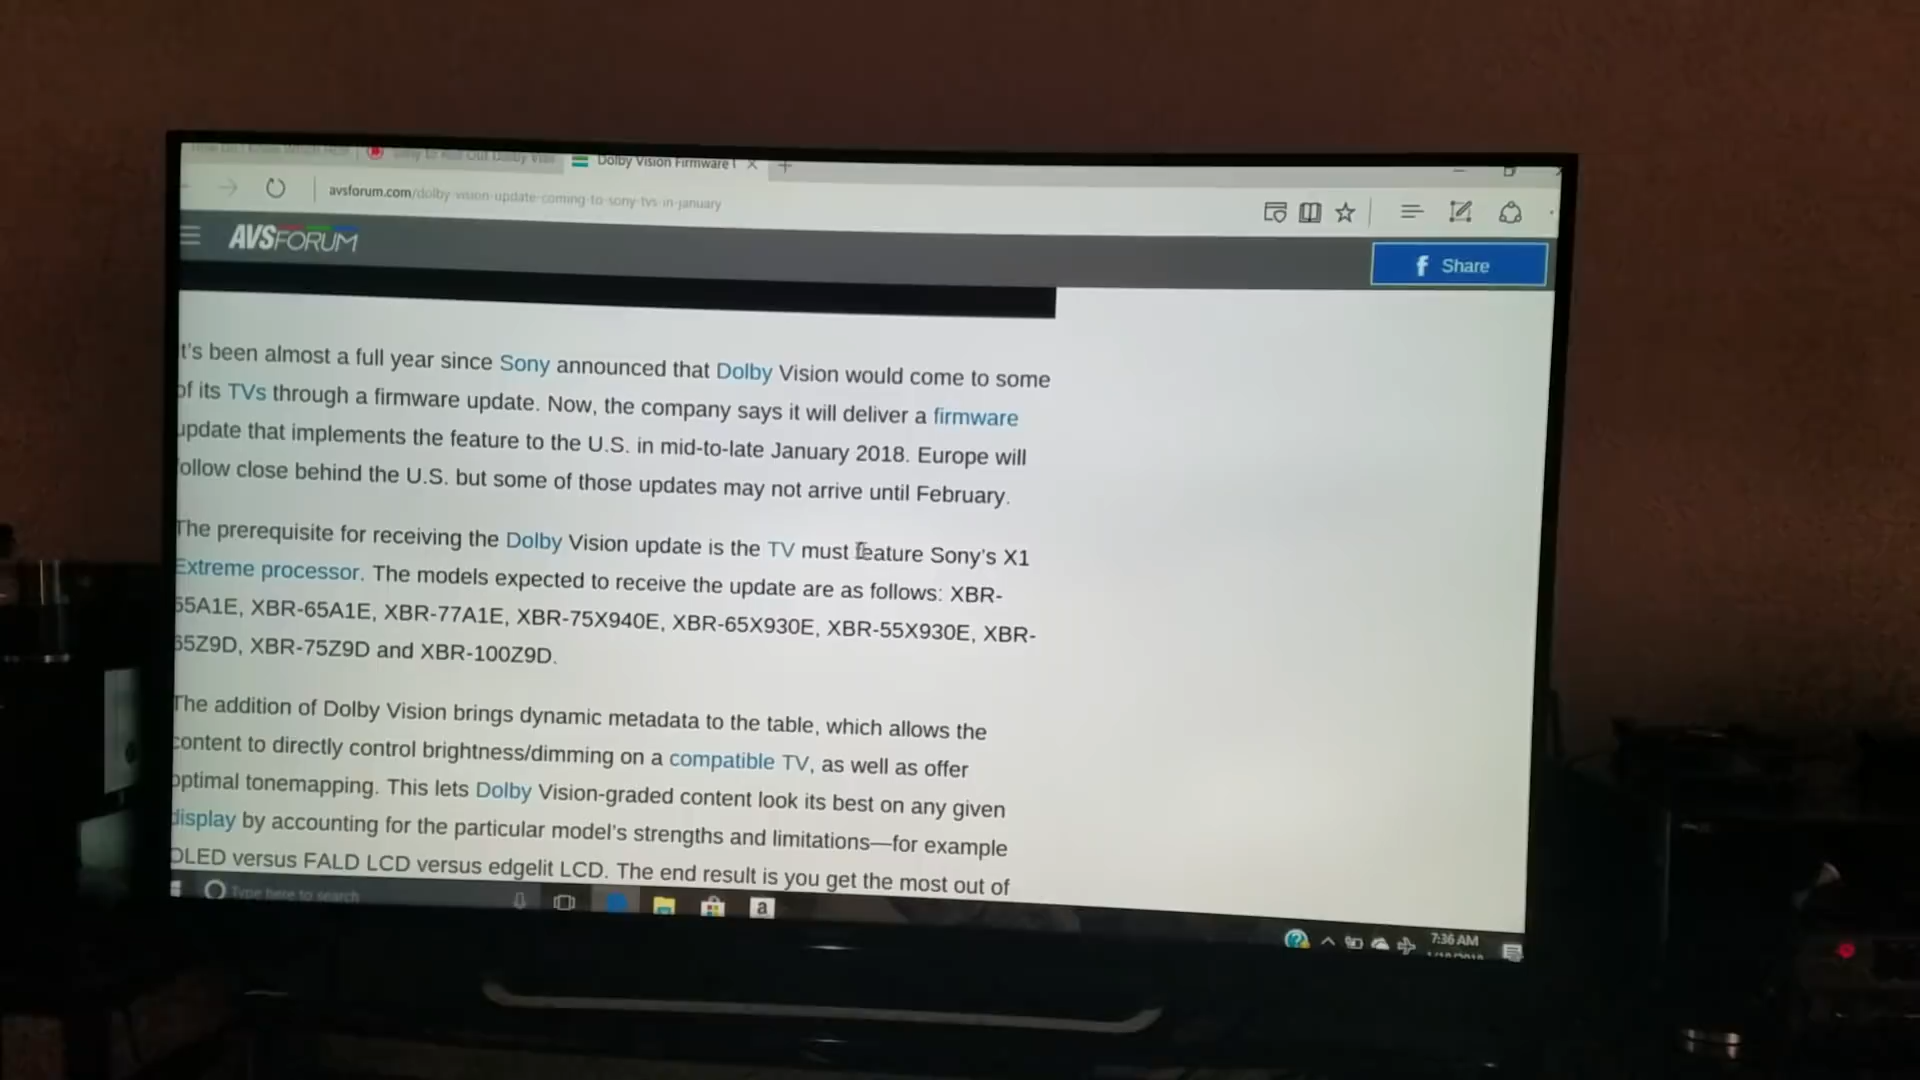 Dolby Vision Firmware
avsforum.com/dolby-vision-update-coming-to-sony-tvs-in-january
AVSFORUM
f Share
t's been almost a full year since Sony announced that Dolby Vision would come to some
of its TVs through a firmware update. Now, the company says it will deliver a firmware
update that implements the feature to the U.S. in mid-to-late January 2018. Europe will
ollow close behind the U.S. but some of those updates may not arrive until February.
The prerequisite for receiving the Dolby Vision update is the TV must feature Sony's X1
Extreme processor. The models expected to receive the update are as follows: XBR-
55A1E, XBR-65A1E, XBR-77A1E, XBR-75X940E, XBR-65X930E, XBR-55X930E, XBR-
65Z9D, XBR-75Z9D and XBR-100Z9D.
The addition of Dolby Vision brings dynamic metadata to the table, which allows the
content to directly control brightness/dimming on a compatible TV, as well as offer
optimal tonemapping. This lets Dolby Vision-graded content look its best on any given
display by accounting for the particular model's strengths and limitations—for example
OLED versus FALD LCD versus edgelit LCD. The end result is you get the most out of
Type here to search
a
7:36 AM